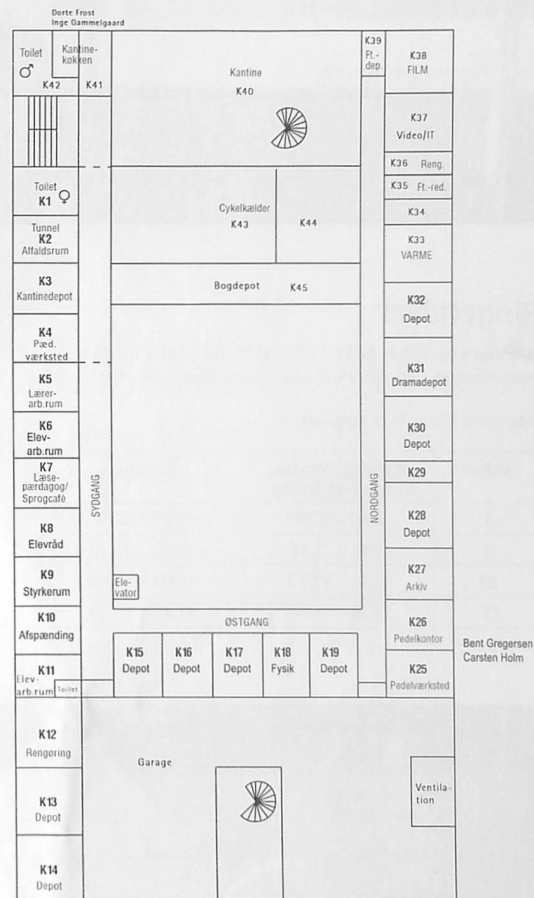 Dorte Frost
Inge Gammelgaard
Toilet
♂
K42
Kantine-
køkken
K41
Kantine
K40
K39
Ft.-
dep.
K38
FILM
K37
Video/IT
K36 Reng.
K35 Ft.-red.
K34
K33
VARME
K32
Depot
K31
Dramadepot
K30
Depot
K29
K28
Depot
K27
Arkiv
K26
Pedelkontor
K25
Pedelværksted
Bent Gregersen
Carsten Holm
Toilet
K1 ♀
Tunnel
K2
Affaldsrum
K3
Kantinedepot
K4
Pæd.
værksted
K5
Lærer-
arb.rum
K6
Elev-
arb.rum
K7
Læse-
pærdagog/
Sprogcafé
K8
Elevråd
K9
Styrkerum
K10
Afspænding
K11
Elev-
arb.rum
Toilet
K12
Rengøring
K13
Depot
K14
Depot
SYDGANG
Cykelkælder
K43
K44
Bogdepot K45
NORDGANG
Ele-
vator
ØSTGANG
K15
Depot
K16
Depot
K17
Depot
K18
Fysik
K19
Depot
Garage
Ventila-
tion